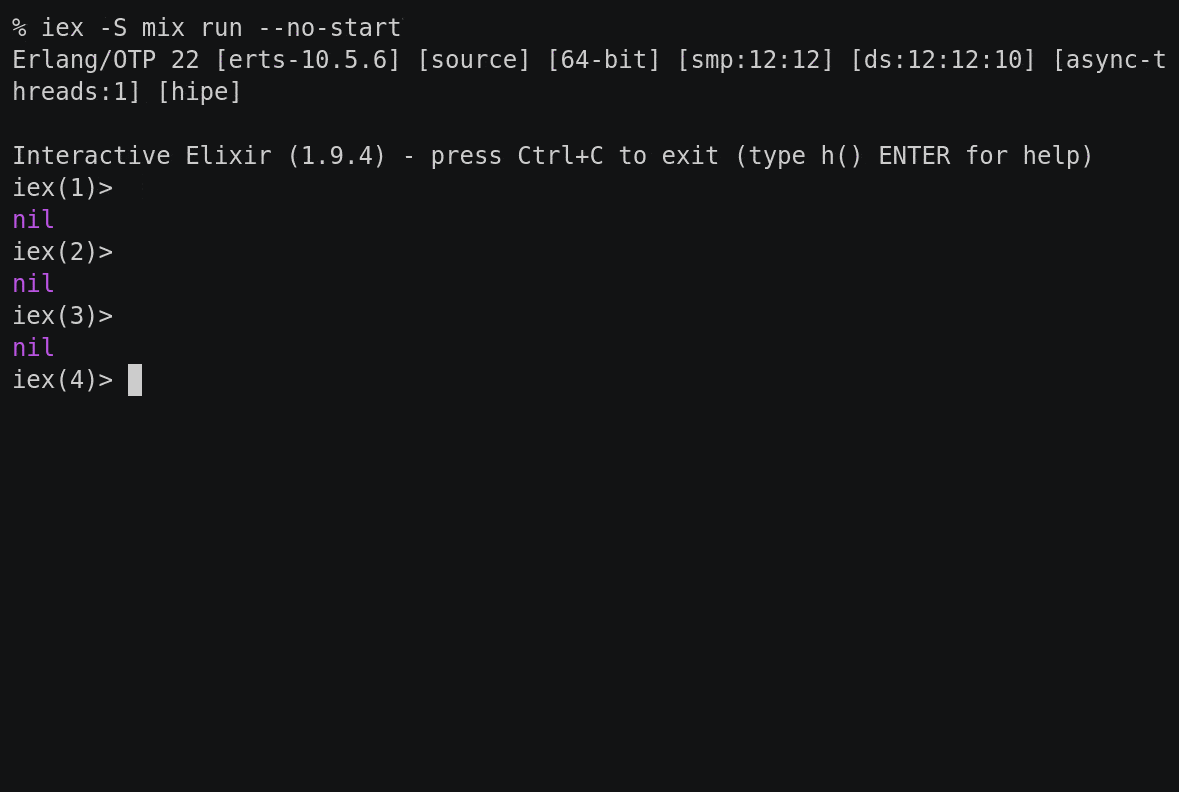 % iex -S mix run --no-start
Erlang/OTP 22 [erts-10.5.6] [source] [64-bit] [smp:12:12] [ds:12:12:10] [async-t
hreads:1] [hipe]
Interactive Elixir (1.9.4) - press Ctrl+C to exit (type h() ENTER for help)
iex(1)>
nil
iex(2)>
nil
iex(3)>
nil
iex(4)>